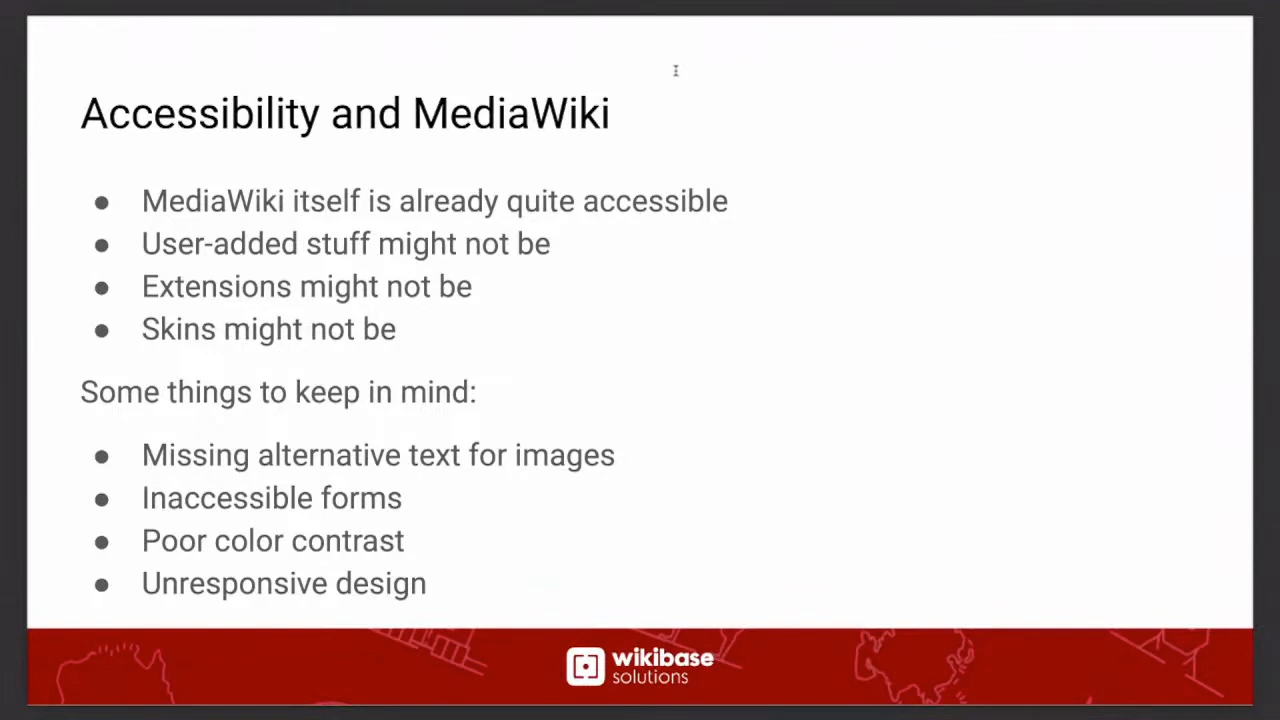 Accessibility and MediaWiki
● MediaWiki itself is already quite accessible
● User-added stuff might not be
● Extensions might not be
● Skins might not be
Some things to keep in mind:
● Missing alternative text for images
● Inaccessible forms
● Poor color contrast
● Unresponsive design
wikibase
solutions